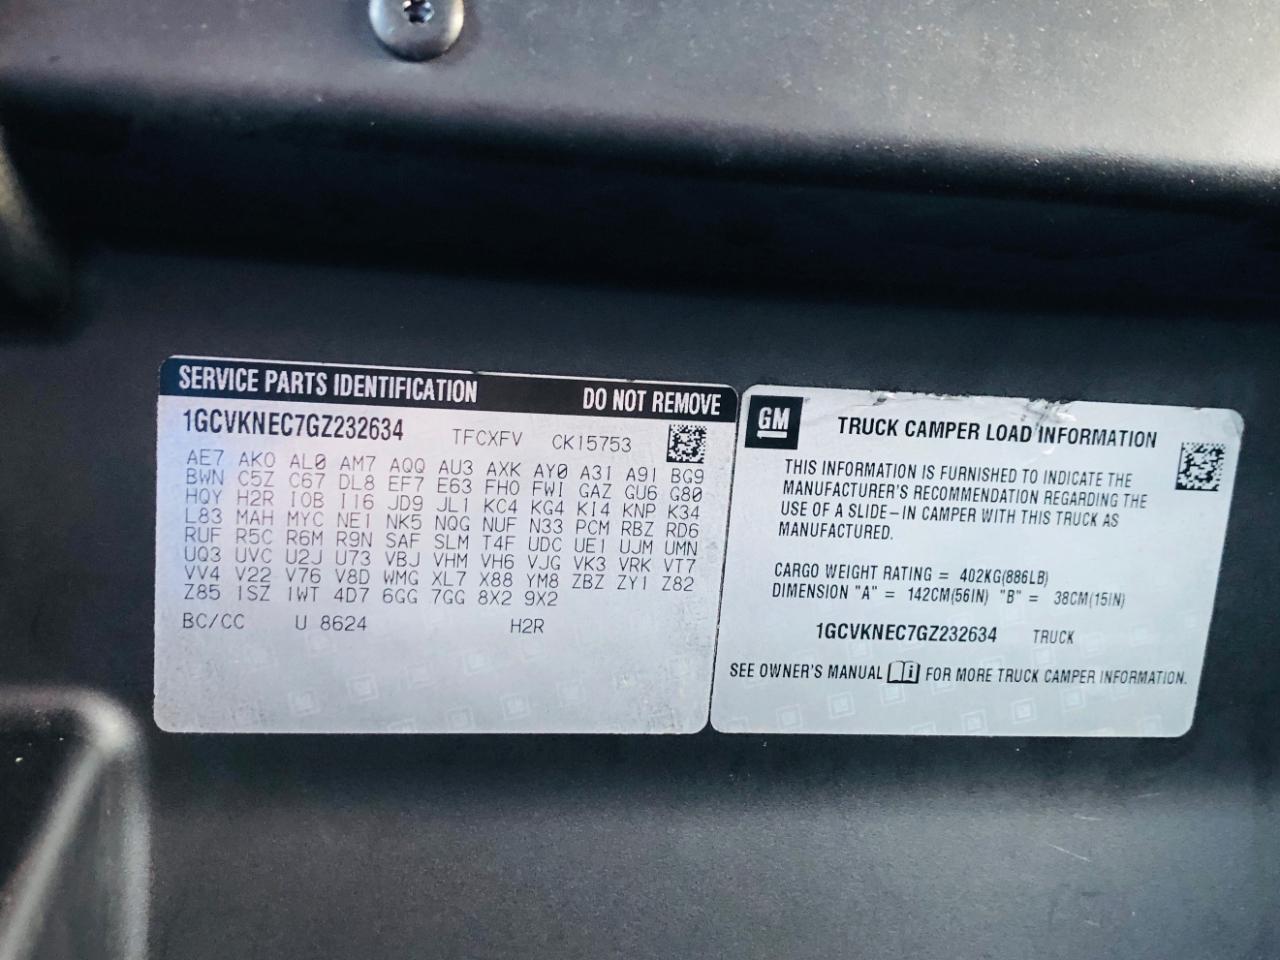 SERVICE PARTS IDENTIFICATION DO NOT REMOVE
1GCVKNEC7GZ232634 TFCXFV CK15753
AE7 AKO AL0 AM7 AQQ AU3 AXK AY0 A31 A91 BG9
BWN C5Z C67 DL8 EF7 E63 FHO FWI GAZ GU6 G80
HQY H2R IOB I16 JD9 JL1 KC4 KG4 KI4 KNP K34
L83 MAH MYC NE1 NK5 NQG NUF N33 PCM RBZ RD6
RUF R5C R6M R9N SAF SLM T4F UDC UE1 UJM UMN
UQ3 UVC U2J U73 VBJ VHM VH6 VJG VK3 VRK VT7
VV4 V22 V76 V8D WMG XL7 X88 YM8 ZBZ ZY1 Z82
Z85 1SZ 1WT 4D7 6GG 7GG 8X2 9X2
BC/CC U 8624 H2R
GM
TRUCK CAMPER LOAD INFORMATION
THIS INFORMATION IS FURNISHED TO INDICATE THE
MANUFACTURER'S RECOMMENDATION REGARDING THE
USE OF A SLIDE-IN CAMPER WITH THIS TRUCK AS
MANUFACTURED.
CARGO WEIGHT RATING = 402KG(886LB)
DIMENSION "A" = 142CM(56IN) "B" = 38CM(15IN)
1GCVKNEC7GZ232634 TRUCK
SEE OWNER'S MANUAL i FOR MORE TRUCK CAMPER INFORMATION.